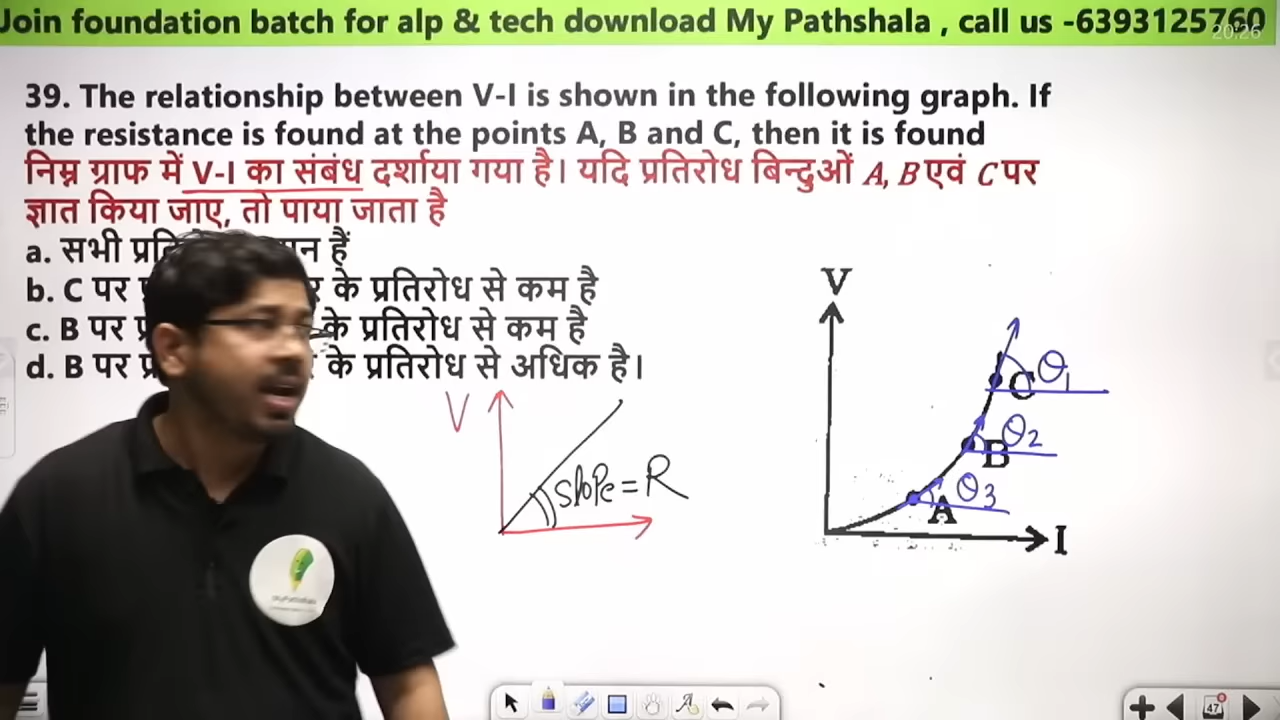 Join foundation batch for alp & tech download My Pathshala , call us -6393125760
20:26
39. The relationship between V-I is shown in the following graph. If
the resistance is found at the points A, B and C, then it is found
निम्न ग्राफ में V-I का संबंध दर्शाया गया है। यदि प्रतिरोध बिन्दुओं A, B एवं C पर
ज्ञात किया जाए, तो पाया जाता है
a. सभी हैं
b. C पर के प्रतिरोध से कम है
c. B पर के प्रतिरोध से कम है
d. B पर के प्रतिरोध से अधिक है।
V
slope = R
V
C θ1
B θ2
A θ3
I
MyPathshala
47